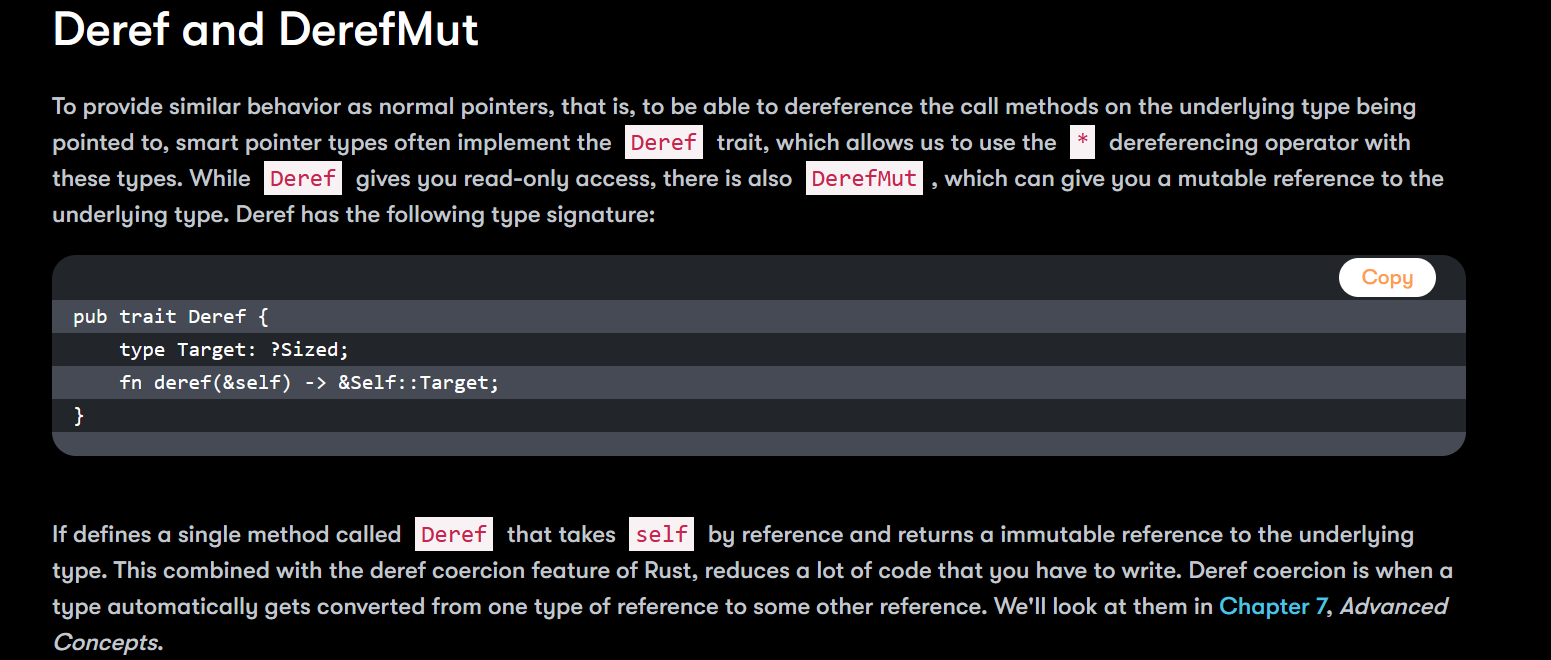 Deref and DerefMut
To provide similar behavior as normal pointers, that is, to be able to dereference the call methods on the underlying type being
pointed to, smart pointer types often implement the Deref trait, which allows us to use the * dereferencing operator with
these types. While Deref gives you read-only access, there is also DerefMut , which can give you a mutable reference to the
underlying type. Deref has the following type signature:
Copy
pub trait Deref {
    type Target: ?Sized;
    fn deref(&self) -> &Self::Target;
}
If defines a single method called Deref that takes self by reference and returns a immutable reference to the underlying
type. This combined with the deref coercion feature of Rust, reduces a lot of code that you have to write. Deref coercion is when a
type automatically gets converted from one type of reference to some other reference. We'll look at them in Chapter 7, Advanced
Concepts.